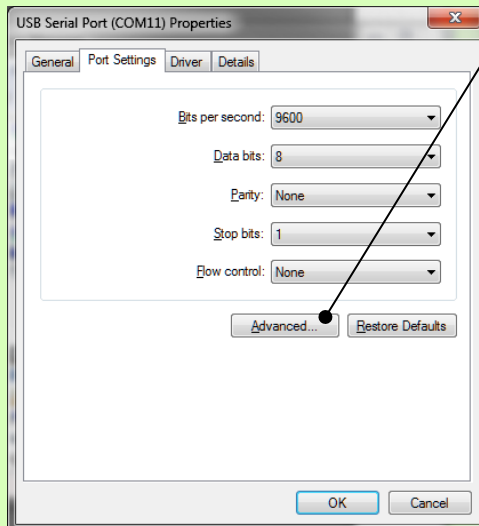 USB Serial Port (COM11) Properties
X
General Port Settings Driver Details
Bits per second: 9600
Data bits: 8
Parity: None
Stop bits: 1
Flow control: None
Advanced... Restore Defaults
OK Cancel